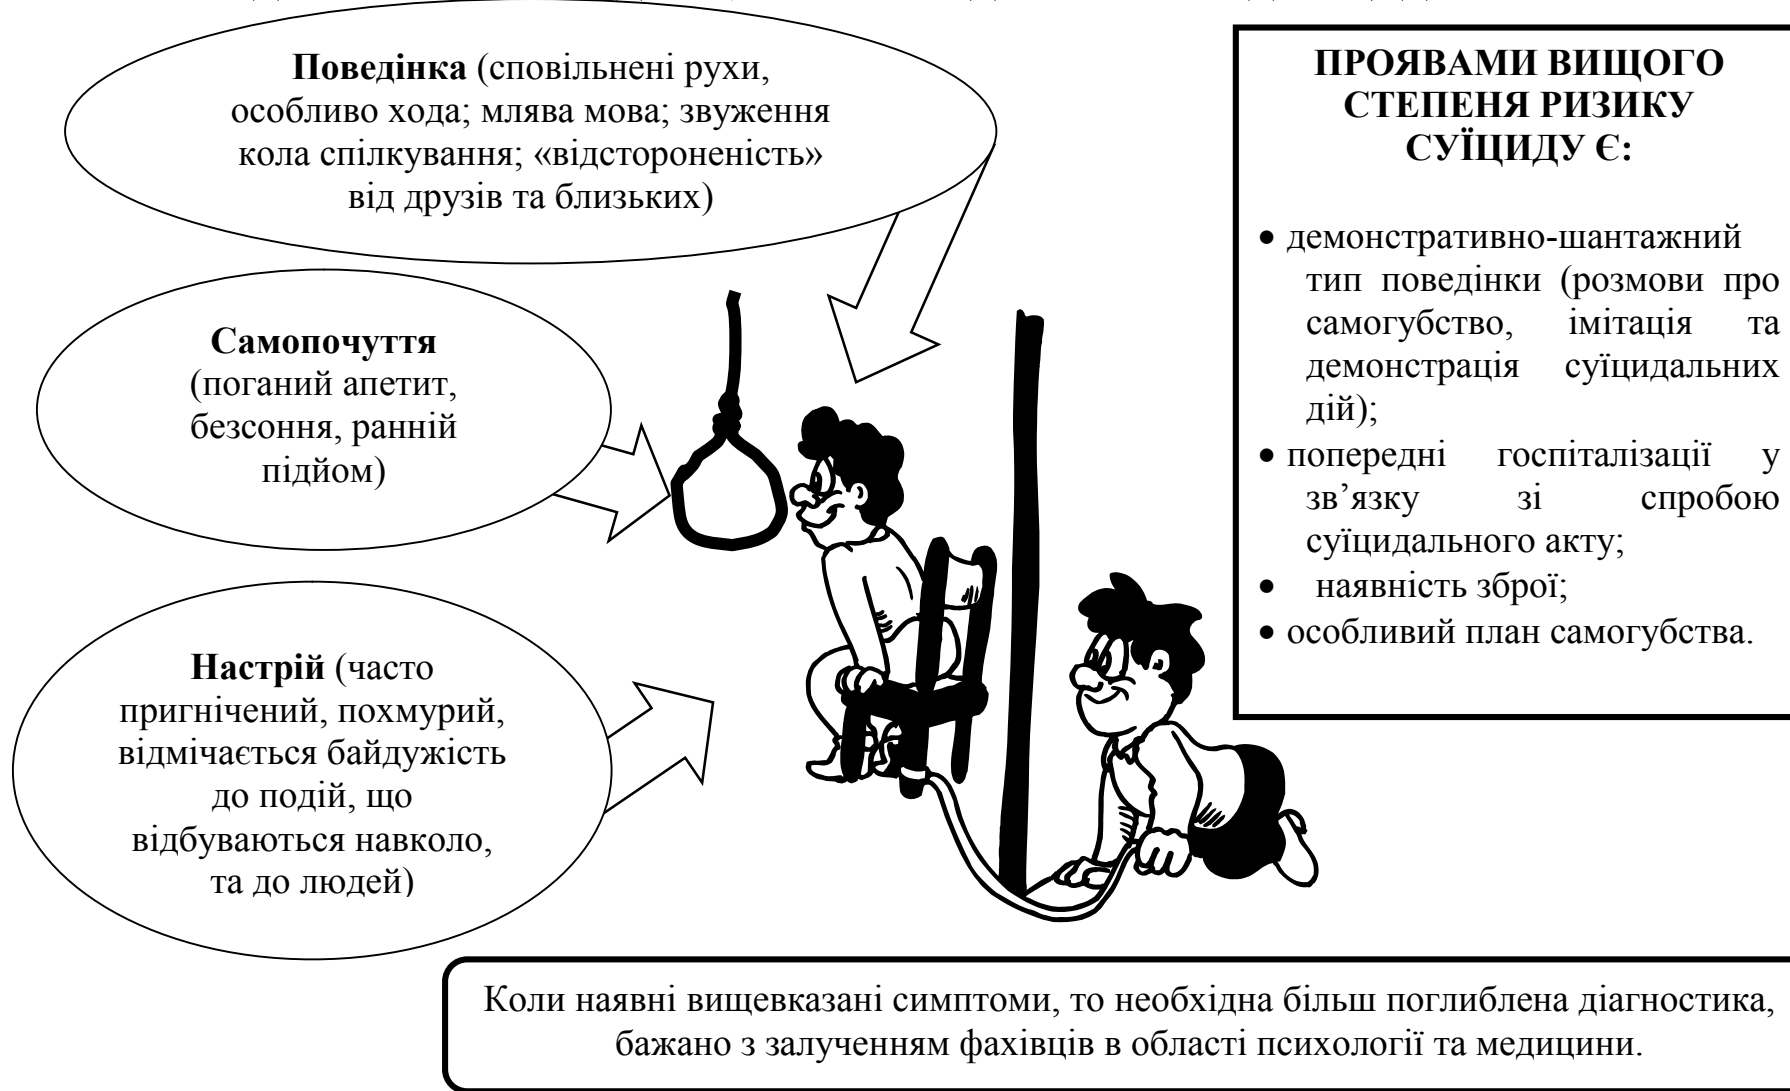 Поведінка (сповільнені рухи,
особливо хода; млява мова; звуження
кола спілкування; «відстороненість»
від друзів та близьких)
Самопочуття
(поганий апетит,
безсоння, ранній
підйом)
Настрій (часто
пригнічений, похмурий,
відмічається байдужість
до подій, що
відбуваються навколо,
та до людей)
ПРОЯВАМИ ВИЩОГО
СТЕПЕНЯ РИЗИКУ
СУЇЦИДУ Є:
• демонстративно-шантажний
тип поведінки (розмови про
самогубство, імітація та
демонстрація суїцидальних
дій);
• попередні госпіталізації у
зв’язку зі спробою
суїцидального акту;
• наявність зброї;
• особливий план самогубства.
Коли наявні вищевказані симптоми, то необхідна більш поглиблена діагностика,
бажано з залученням фахівців в області психології та медицини.